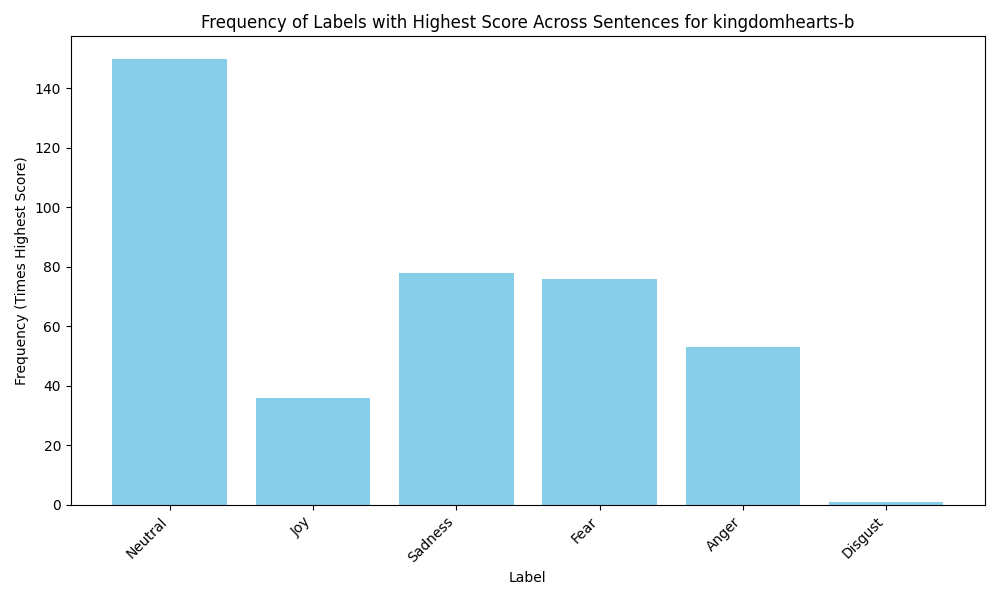 Frequency of Labels with Highest Score Across Sentences for kingdomhearts-b
Frequency (Times Highest Score)
140
120
100
80
60
40
20
0
Neutral
Joy
Sadness
Fear
Anger
Disgust
Label